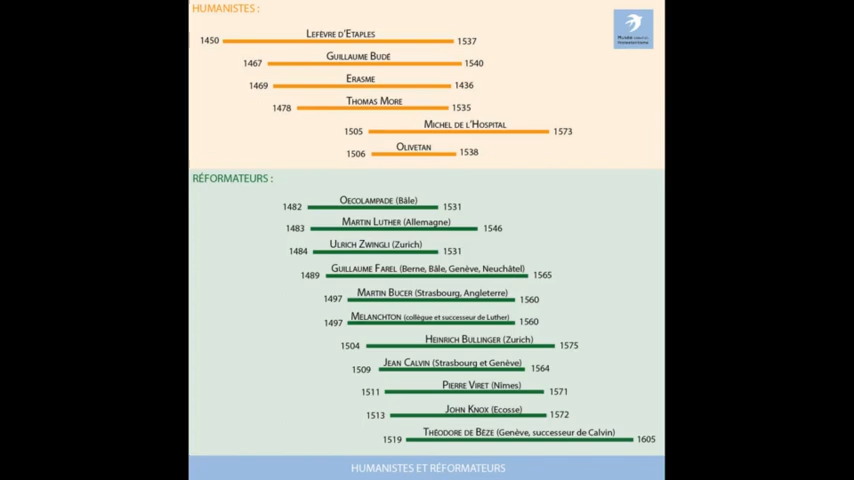 HUMANISTES :
LEFÈVRE D'ETAPLES
1450 1537
GUILLAUME BUDÉ
1467 1540
ERASME
1469 1436
THOMAS MORE
1478 1535
MICHEL DE L'HOSPITAL
1505 1573
OLIVETAN
1506 1538
RÉFORMATEURS :
OECOLAMPADE (Bâle)
1482 1531
MARTIN LUTHER (Allemagne)
1483 1546
ULRICH ZWINGLI (Zurich)
1484 1531
GUILLAUME FAREL (Berne, Bâle, Genève, Neuchâtel)
1489 1565
MARTIN BUCER (Strasbourg, Angleterre)
1497 1560
MELANCHTON (collègue et successeur de Luther)
1497 1560
HEINRICH BULLINGER (Zurich)
1504 1575
JEAN CALVIN (Strasbourg et Genève)
1509 1564
PIERRE VIRET (Nîmes)
1511 1571
JOHN KNOX (Ecosse)
1513 1572
THÉODORE DE BÈZE (Genève, successeur de Calvin)
1519 1605
HUMANISTES ET RÉFORMATEURS